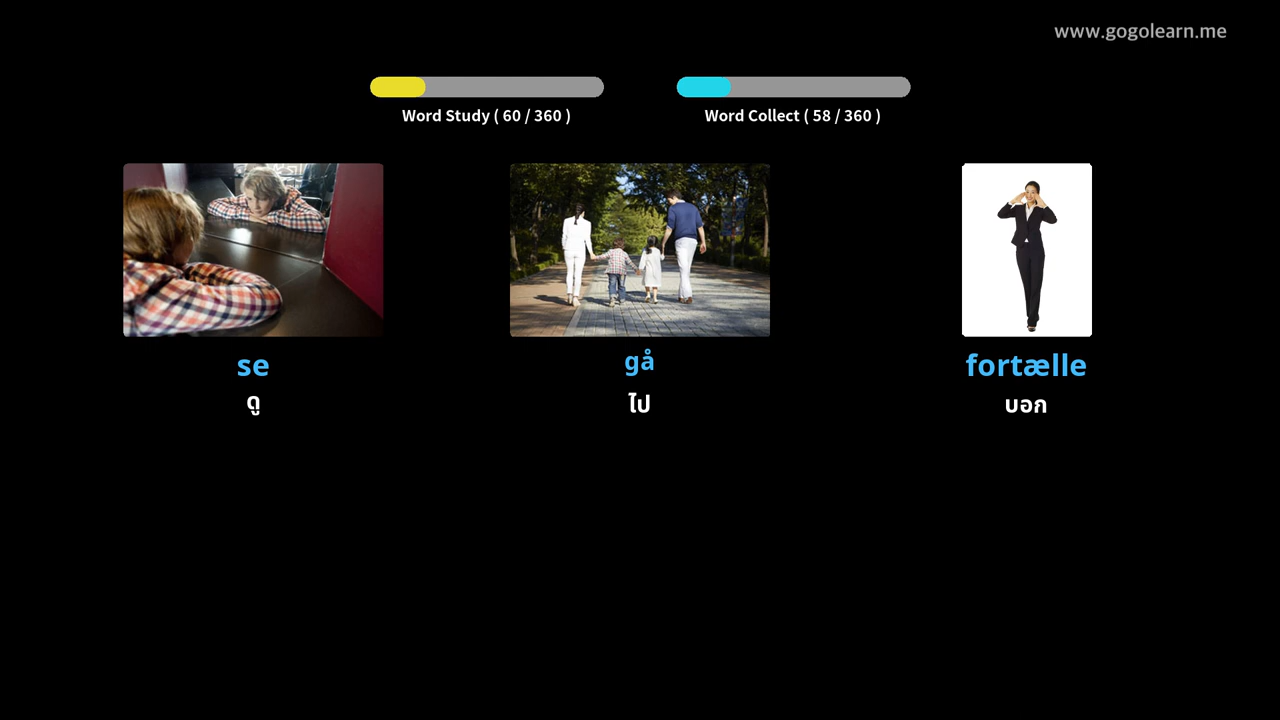 www.gogolearn.me
Word Study ( 60 / 360 )
Word Collect ( 58 / 360 )
se
gå
fortælle
ดู
ไป
บอก